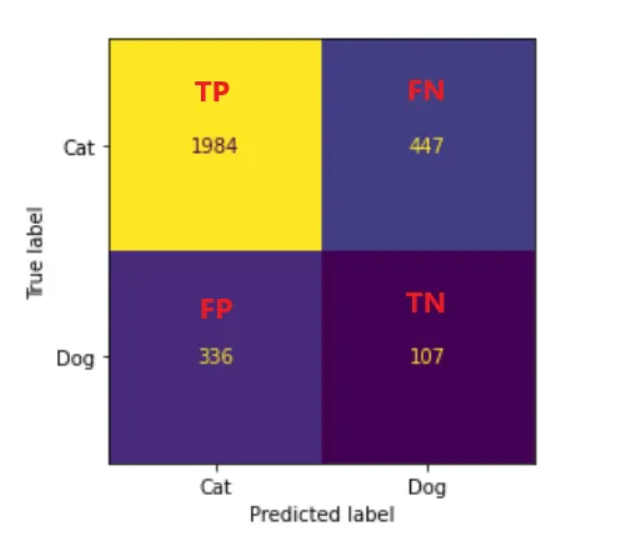 TP FN
Cat 1984 447
True label
FP TN
Dog 336 107
Cat Dog
Predicted label